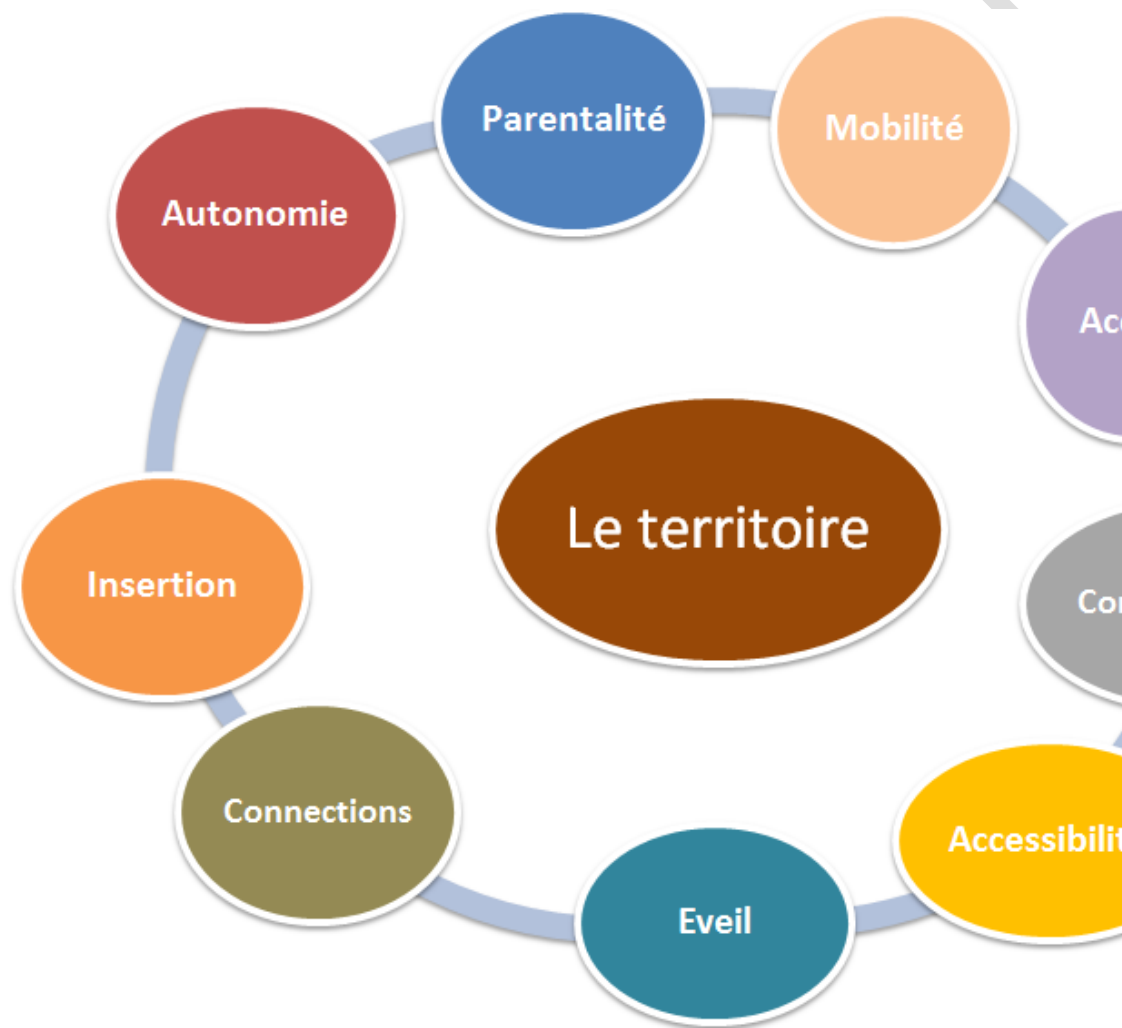 Parentalité
Mobilité
Autonomie
Le territoire
Insertion
Connections
Eveil